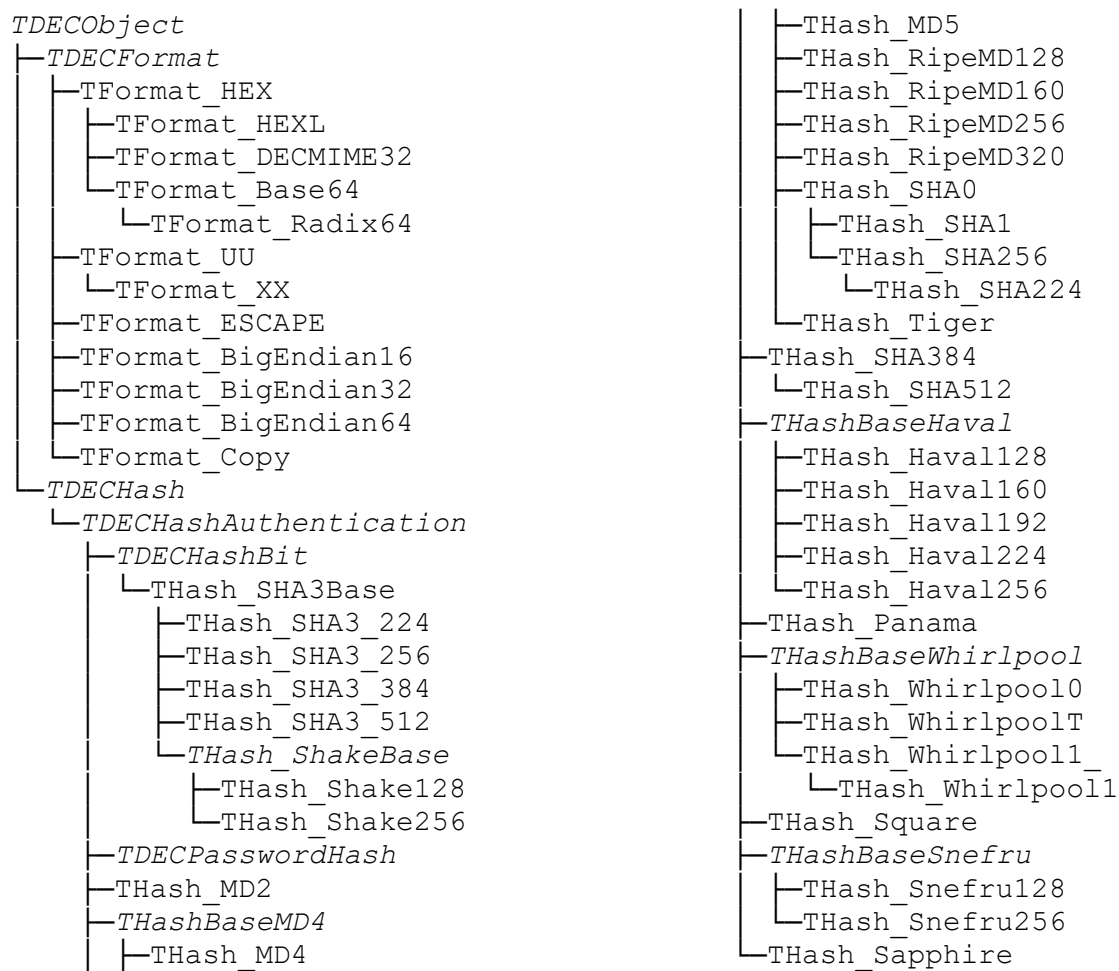 TDECObject
TDECFormat
TFormat_HEX
TFormat_HEXL
TFormat_DECMIME32
TFormat_Base64
TFormat_Radix64
TFormat_UU
TFormat_XX
TFormat_ESCAPE
TFormat_BigEndian16
TFormat_BigEndian32
TFormat_BigEndian64
TFormat_Copy
TDECHash
TDECHashAuthentication
TDECHashBit
THash_SHA3Base
THash_SHA3_224
THash_SHA3_256
THash_SHA3_384
THash_SHA3_512
THash_ShakeBase
THash_Shake128
THash_Shake256
TDECPasswordHash
THash_MD2
THashBaseMD4
THash_MD4
THash_MD5
THash_RipeMD128
THash_RipeMD160
THash_RipeMD256
THash_RipeMD320
THash_SHA0
THash_SHA1
THash_SHA256
THash_SHA224
THash_Tiger
THash_SHA384
THash_SHA512
THashBaseHaval
THash_Haval128
THash_Haval160
THash_Haval192
THash_Haval224
THash_Haval256
THash_Panama
THashBaseWhirlpool
THash_Whirlpool0
THash_WhirlpoolT
THash_Whirlpool1_
THash_Whirlpool1
THash_Square
THashBaseSnefru
THash_Snefru128
THash_Snefru256
THash_Sapphire